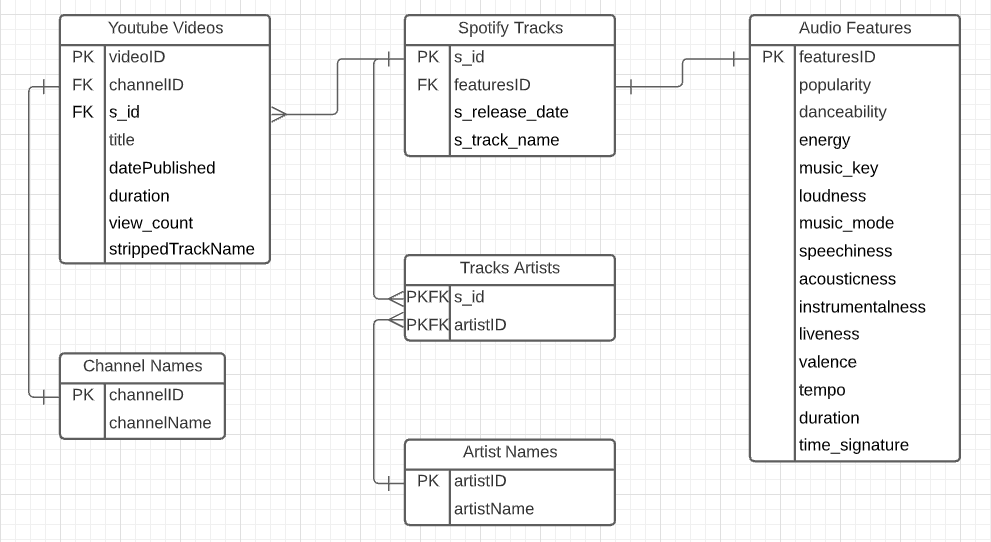 Youtube Videos
PK videoID
FK channelID
FK s_id
title
datePublished
duration
view_count
strippedTrackName
Spotify Tracks
PK s_id
FK featuresID
s_release_date
s_track_name
Audio Features
PK featuresID
popularity
danceability
energy
music_key
loudness
music_mode
speechiness
acousticness
instrumentalness
liveness
valence
tempo
duration
time_signature
Tracks Artists
PKFK s_id
PKFK artistID
Channel Names
PK channelID
channelName
Artist Names
PK artistID
artistName